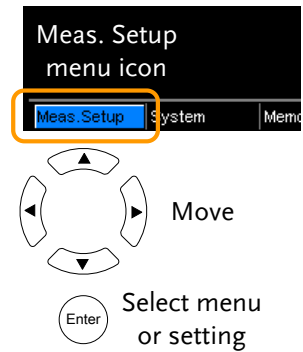 Meas. Setup
menu icon
Meas.Setup System Memo
Move
Enter
Select menu
or setting